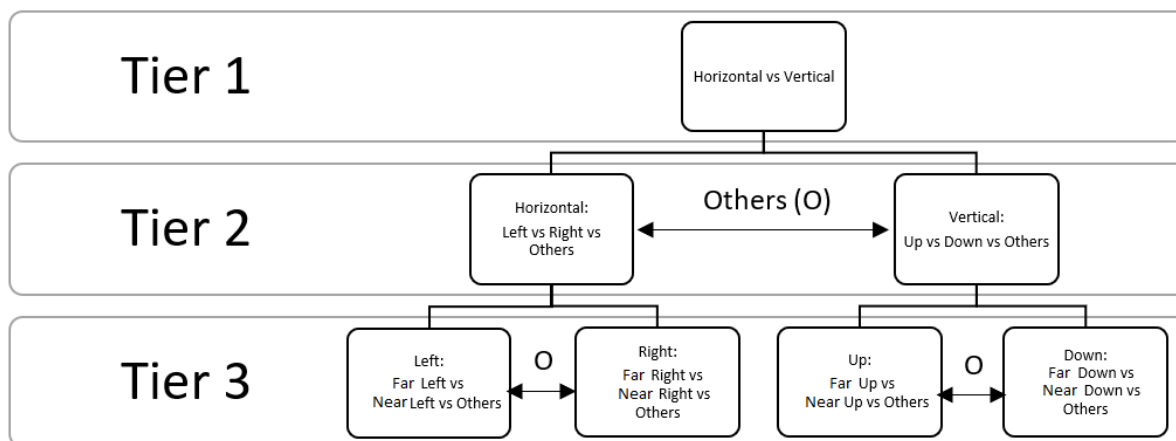 Tier 1
Horizontal vs Vertical
Tier 2
Horizontal:
Left vs Right vs
Others
Others (O)
Vertical:
Up vs Down vs Others
Tier 3
Left:
Far Left vs
Near Left vs Others
O
Right:
Far Right vs
Near Right vs
Others
Up:
Far Up vs
Near Up vs Others
O
Down:
Far Down vs
Near Down vs
Others